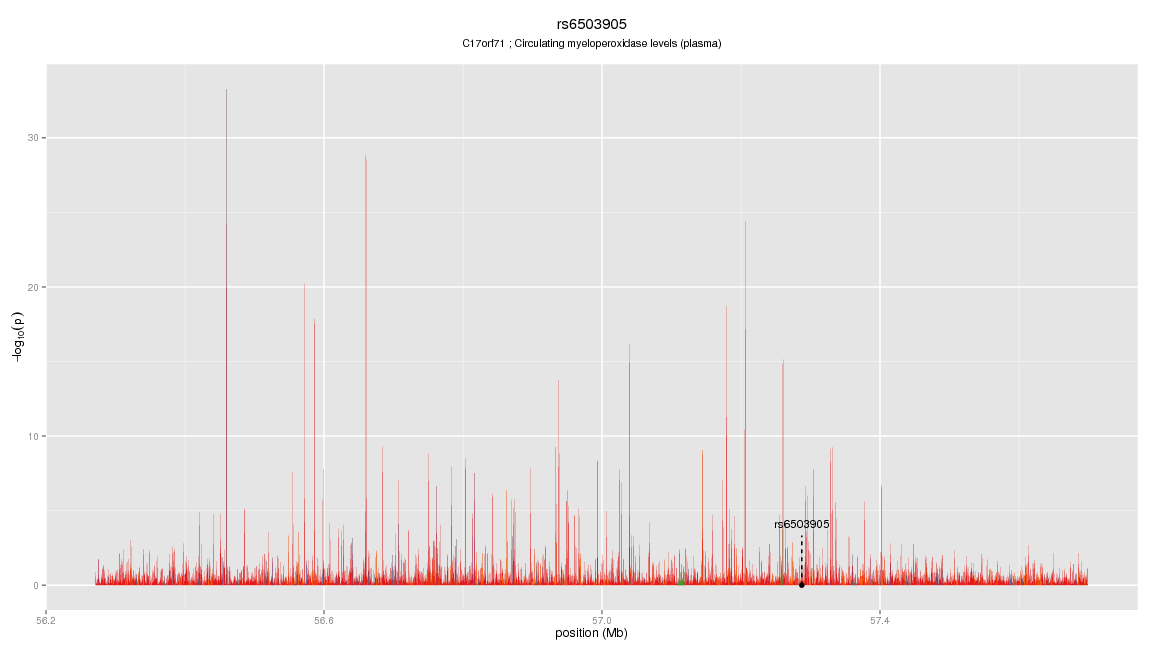 rs6503905
C17orf71 ; Circulating myeloperoxidase levels (plasma)
30
20
10
0
−log10(p)
rs6503905
56.2 56.6 57.0 57.4
position (Mb)